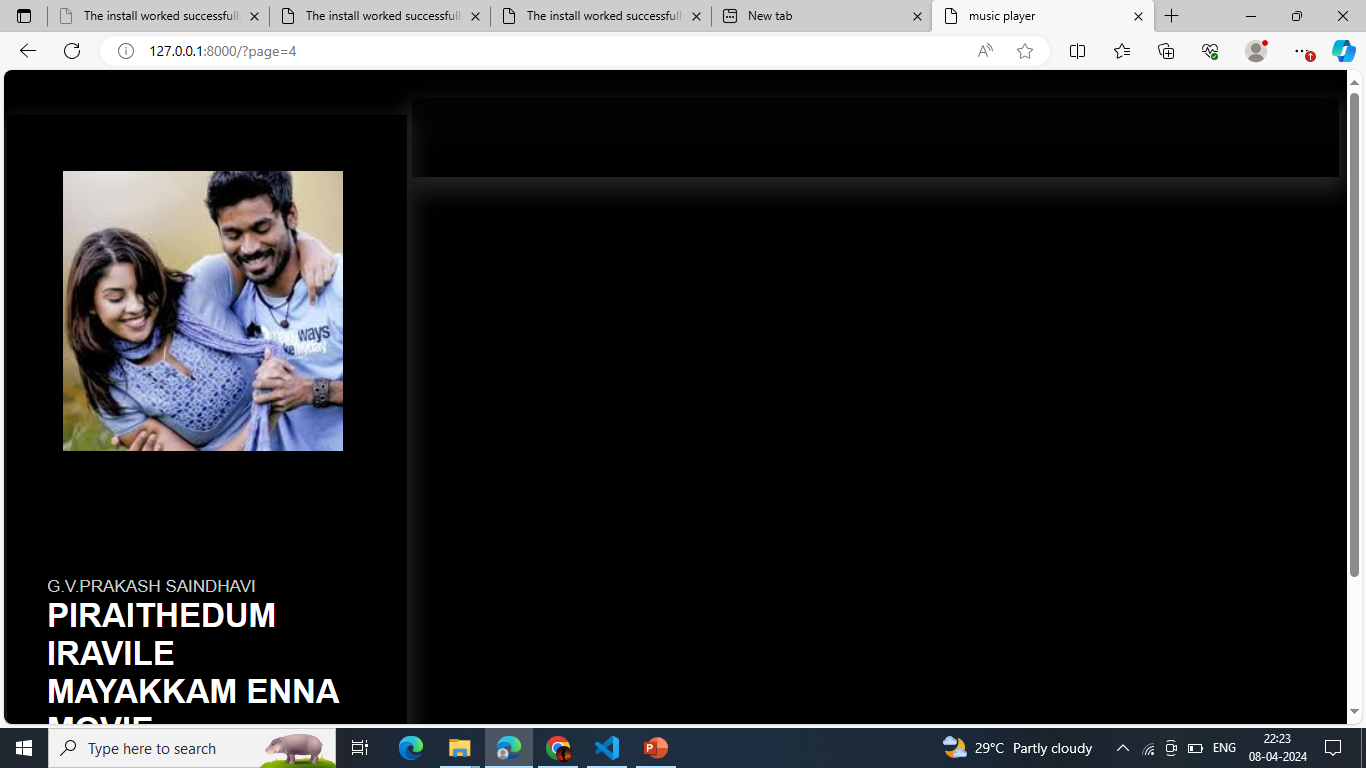 The install worked successfull
The install worked successfull
The install worked successfull
New tab
music player
127.0.0.1:8000/?page=4
G.V.PRAKASH SAINDHAVI
PIRAITHEDUM
IRAVILE
MAYAKKAM ENNA
MOVIE
Type here to search
29°C Partly cloudy
ENG
22:23
08-04-2024